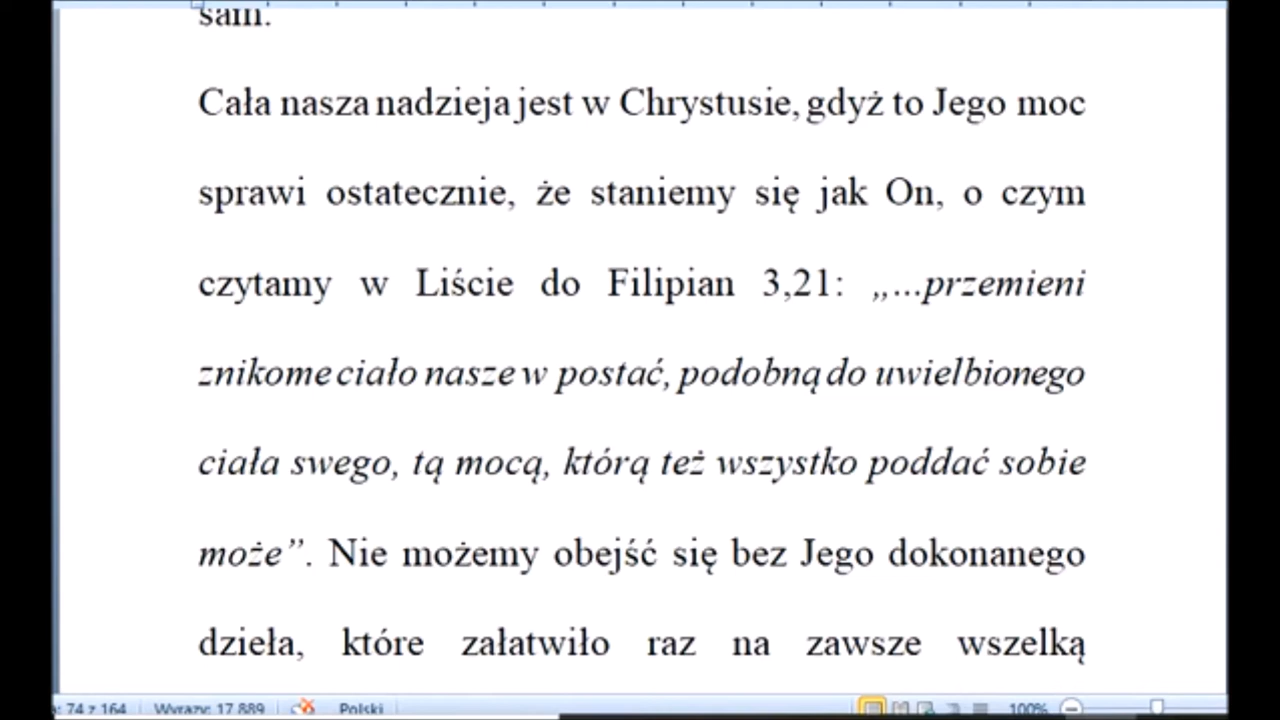 sam.
Cała nasza nadzieja jest w Chrystusie, gdyż to Jego moc
sprawi ostatecznie, że staniemy się jak On, o czym
czytamy w Liście do Filipian 3,21: „...przemieni
znikome ciało nasze w postać, podobną do uwielbionego
ciała swego, tą mocą, którą też wszystko poddać sobie
może”. Nie możemy obejść się bez Jego dokonanego
dzieła, które załatwiło raz na zawsze wszelką
: 74 z 164 Wyrazy: 17 889 Polski 100%